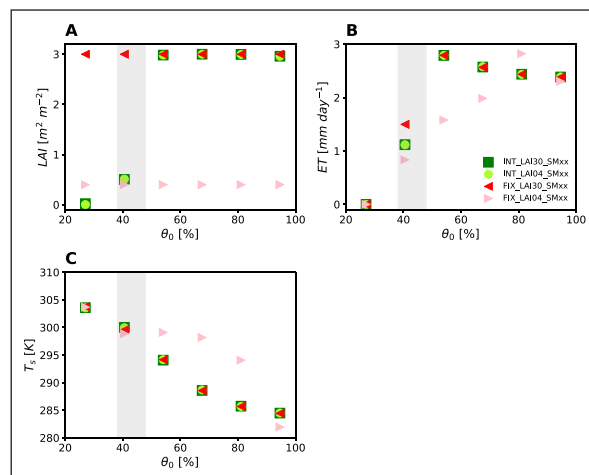 A
3
2
1
0
20
40
60
80
100
LAI [m² m⁻²]
θ₀ [%]
B
3
2
1
0
20
40
60
80
100
ET [mm day⁻¹]
θ₀ [%]
INT_LAI30_SMxx
INT_LAI04_SMxx
FIX_LAI30_SMxx
FIX_LAI04_SMxx
C
310
305
300
295
290
285
280
20
40
60
80
100
Tₛ [K]
θ₀ [%]